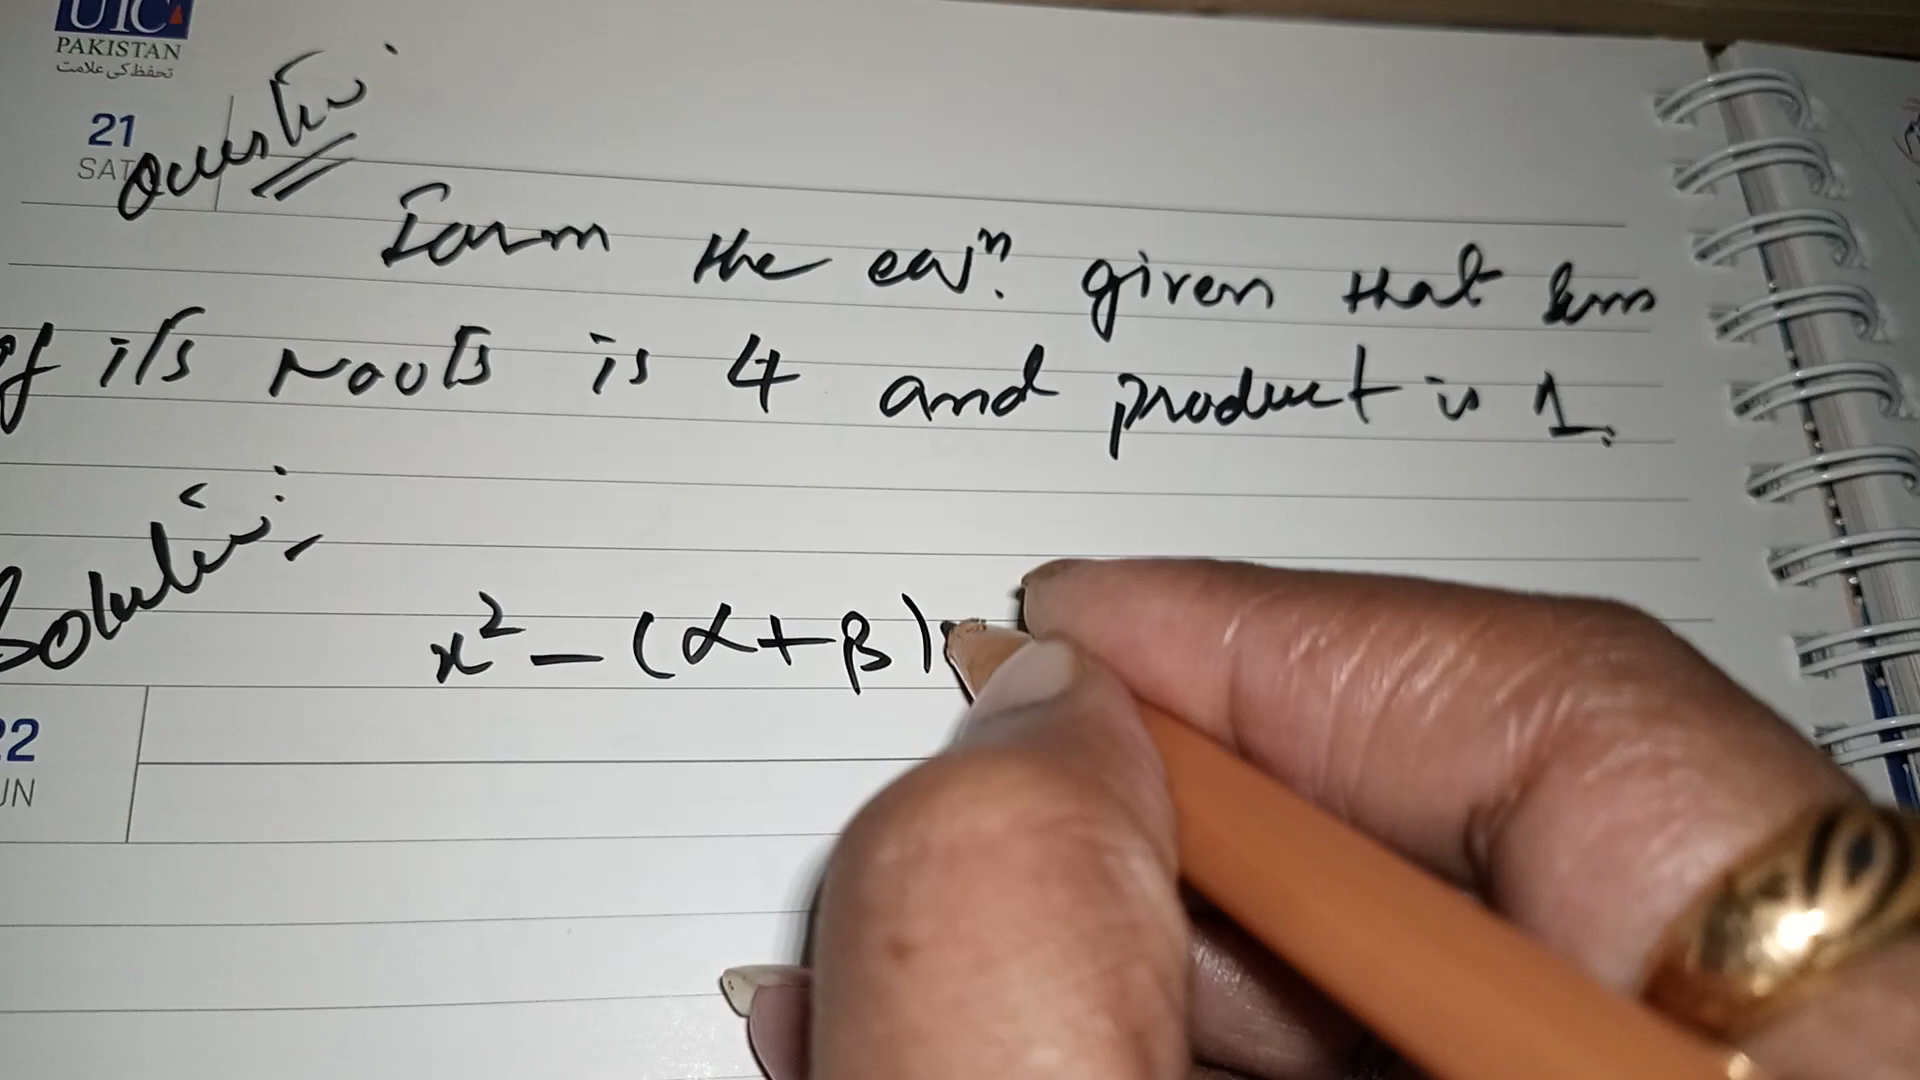 UIC
PAKISTAN
تحفظ کی علامت
21
SAT
Question
Form the eqn. given that sum
of its roots is 4 and product is 1.
Solution:-
x² - (α + β)
22
UN